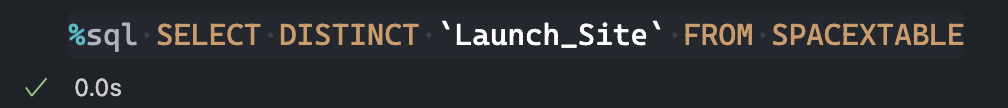 %sql SELECT DISTINCT `Launch_Site` FROM SPACEXTABLE
0.0s